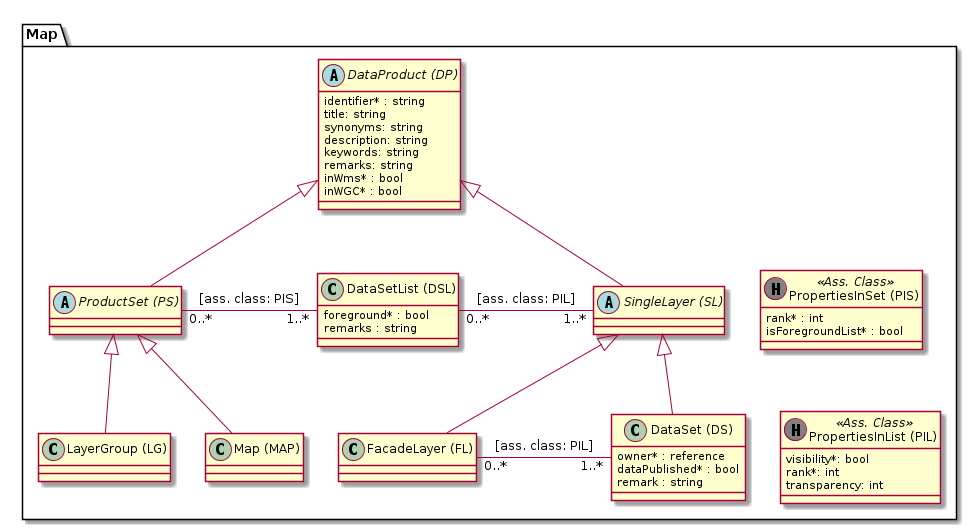 Map
A DataProduct (DP)
identifier* : string
title: string
synonyms: string
description: string
keywords: string
remarks: string
inWms* : bool
inWGC* : bool
A ProductSet (PS)
[ass. class: PIS]
0..* 1..*
C DataSetList (DSL)
foreground* : bool
remarks : string
[ass. class: PIL]
0..* 1..*
A SingleLayer (SL)
H «Ass. Class»
PropertiesInSet (PIS)
rank* : int
isForegroundList* : bool
C LayerGroup (LG)
C Map (MAP)
C FacadeLayer (FL)
[ass. class: PIL]
0..* 1..*
C DataSet (DS)
owner* : reference
dataPublished* : bool
remark : string
H «Ass. Class»
PropertiesInList (PIL)
visibility*: bool
rank*: int
transparency: int